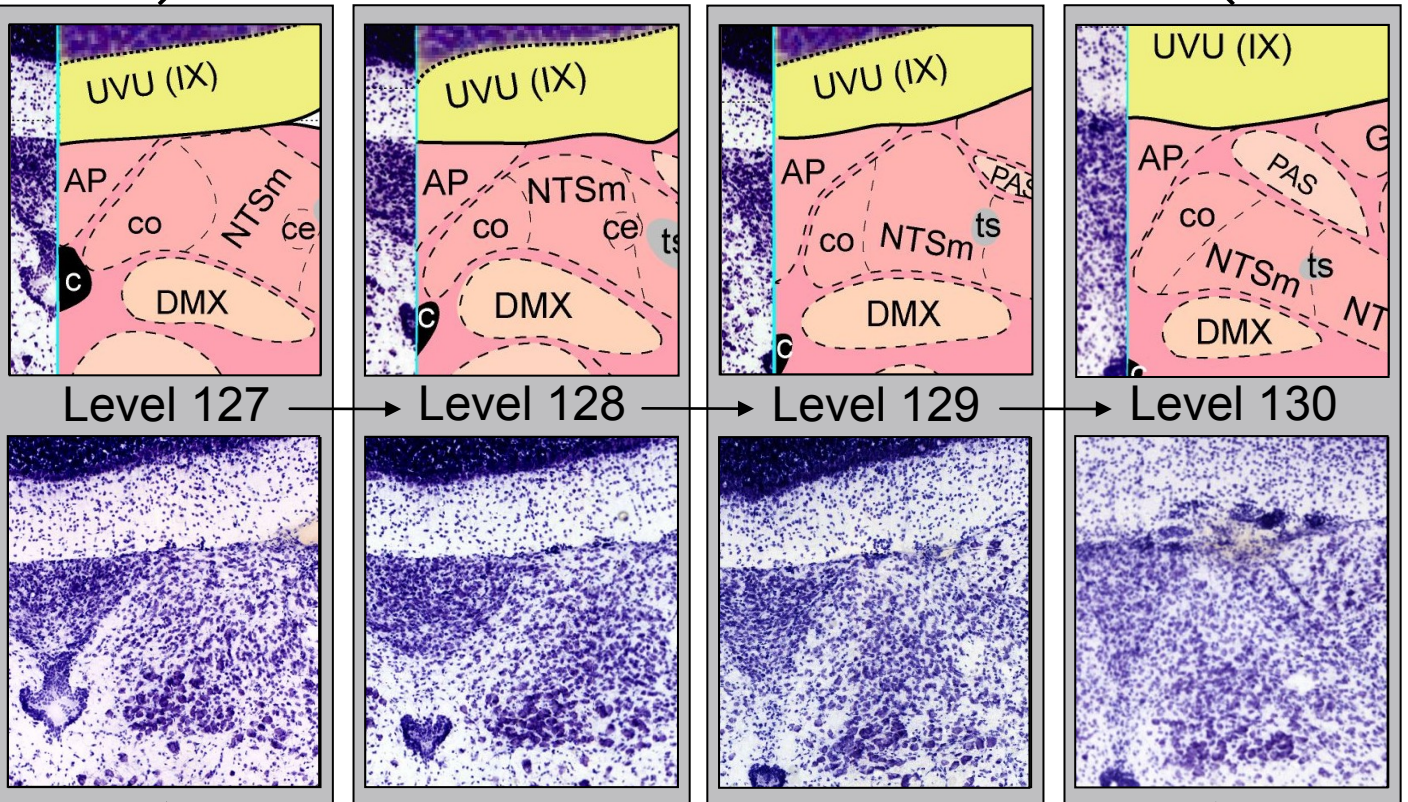 UVU (IX)
AP
co
NTSm
ce
c
DMX
Level 127
UVU (IX)
AP
co
NTSm
ce
ts
c
DMX
Level 128
UVU (IX)
AP
co
NTSm
ts
PAS
c
DMX
Level 129
UVU (IX)
AP
co
PAS
G
NTSm
ts
NT
c
DMX
Level 130